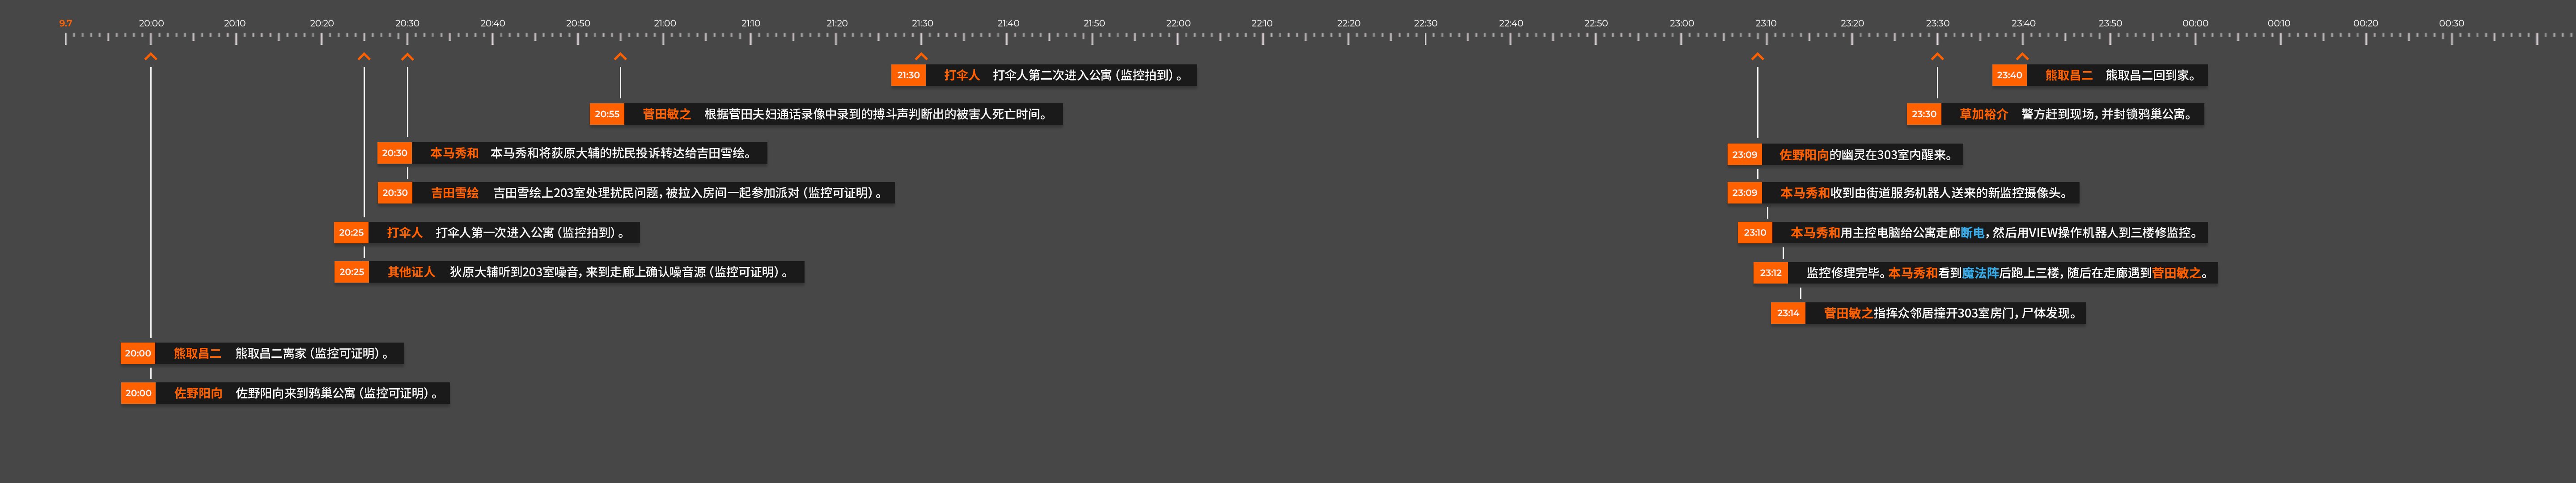 9.7 20:00 20:10 20:20 20:30 20:40 20:50 21:00 21:10 21:20 21:30 21:40 21:50 22:00 22:10 22:20 22:30 22:40 22:50 23:00 23:10 23:20 23:30 23:40 23:50 00:00 00:10 00:20 00:30
21:30 打伞人 打伞人第二次进入公寓（监控拍到）。
23:40 熊取昌二 熊取昌二回到家。
20:55 菅田敏之 根据菅田夫妇通话录像中录到的搏斗声判断出的被害人死亡时间。
23:30 草加裕介 警方赶到现场，并封锁鸦巢公寓。
20:30 本马秀和 本马秀和将荻原大辅的扰民投诉转达给吉田雪绘。
23:09 佐野阳向的幽灵在303室内醒来。
20:30 吉田雪绘 吉田雪绘上203室处理扰民问题，被拉入房间一起参加派对（监控可证明）。
23:09 本马秀和收到由街道服务机器人送来的新监控摄像头。
20:25 打伞人 打伞人第一次进入公寓（监控拍到）。
23:10 本马秀和用主控电脑给公寓走廊断电，然后用VIEW操作机器人到三楼修监控。
20:25 其他证人 狄原大辅听到203室噪音，来到走廊上确认噪音源（监控可证明）。
23:12 监控修理完毕。本马秀和看到魔法阵后跑上三楼，随后在走廊遇到菅田敏之。
23:14 菅田敏之指挥众邻居撞开303室房门，尸体发现。
20:00 熊取昌二 熊取昌二离家（监控可证明）。
20:00 佐野阳向 佐野阳向来到鸦巢公寓（监控可证明）。